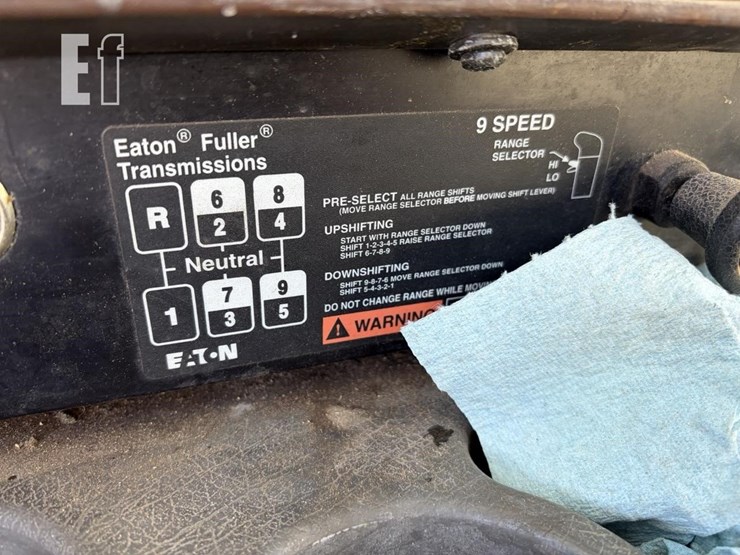 Ef
Eaton® Fuller®
Transmissions
R
6
2
8
4
Neutral
1
7
3
9
5
EATON
9 SPEED
RANGE
SELECTOR
HI
LO
PRE-SELECT ALL RANGE SHIFTS
(MOVE RANGE SELECTOR BEFORE MOVING SHIFT LEVER)
UPSHIFTING
START WITH RANGE SELECTOR DOWN
SHIFT 1-2-3-4-5 RAISE RANGE SELECTOR
SHIFT 6-7-8-9
DOWNSHIFTING
SHIFT 9-8-7-6 MOVE RANGE SELECTOR DOWN
SHIFT 5-4-3-2-1
DO NOT CHANGE RANGE WHILE
WARNING